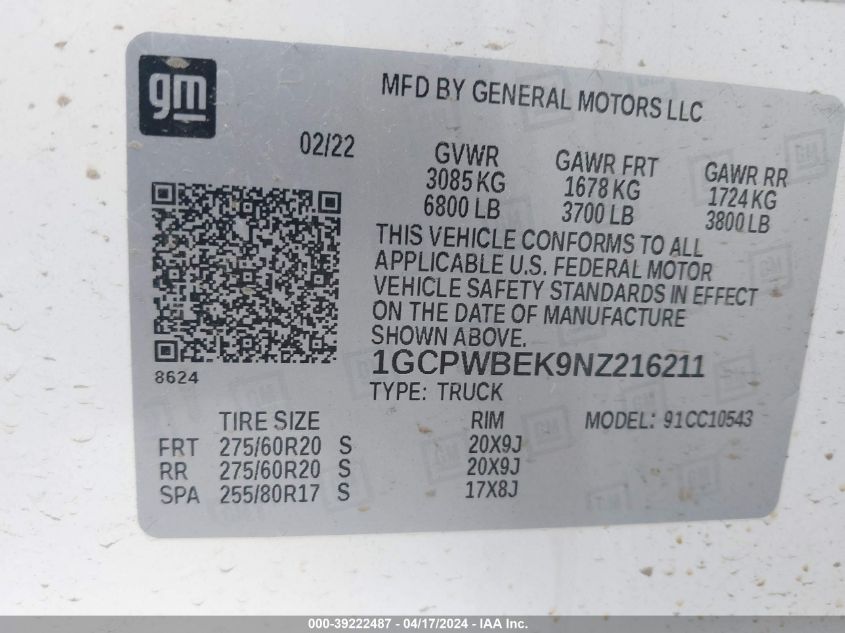 gm
MFD BY GENERAL MOTORS LLC
02/22
GVWR
3085 KG
6800 LB
GAWR FRT
1678 KG
3700 LB
GAWR RR
1724 KG
3800 LB
THIS VEHICLE CONFORMS TO ALL
APPLICABLE U.S. FEDERAL MOTOR
VEHICLE SAFETY STANDARDS IN EFFECT
ON THE DATE OF MANUFACTURE
SHOWN ABOVE.
8624
1GCPWBEK9NZ216211
TYPE: TRUCK
TIRE SIZE RIM MODEL: 91CC10543
FRT 275/60R20 S 20X9J
RR 275/60R20 S 20X9J
SPA 255/80R17 S 17X8J
000-39222487 - 04/17/2024 - IAA Inc.